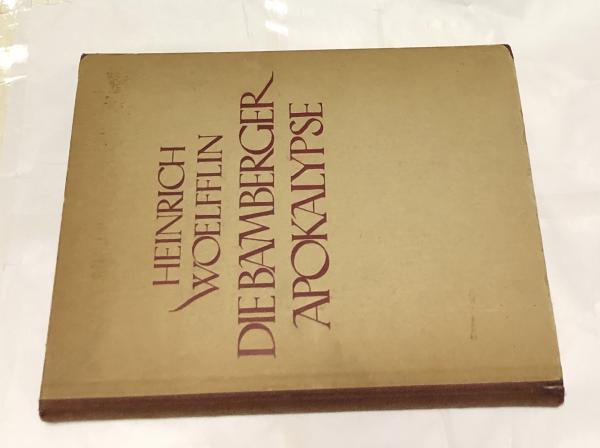 HEINRICH
WOELFFLIN
DIE BAMBERGER
APOKALYPSE